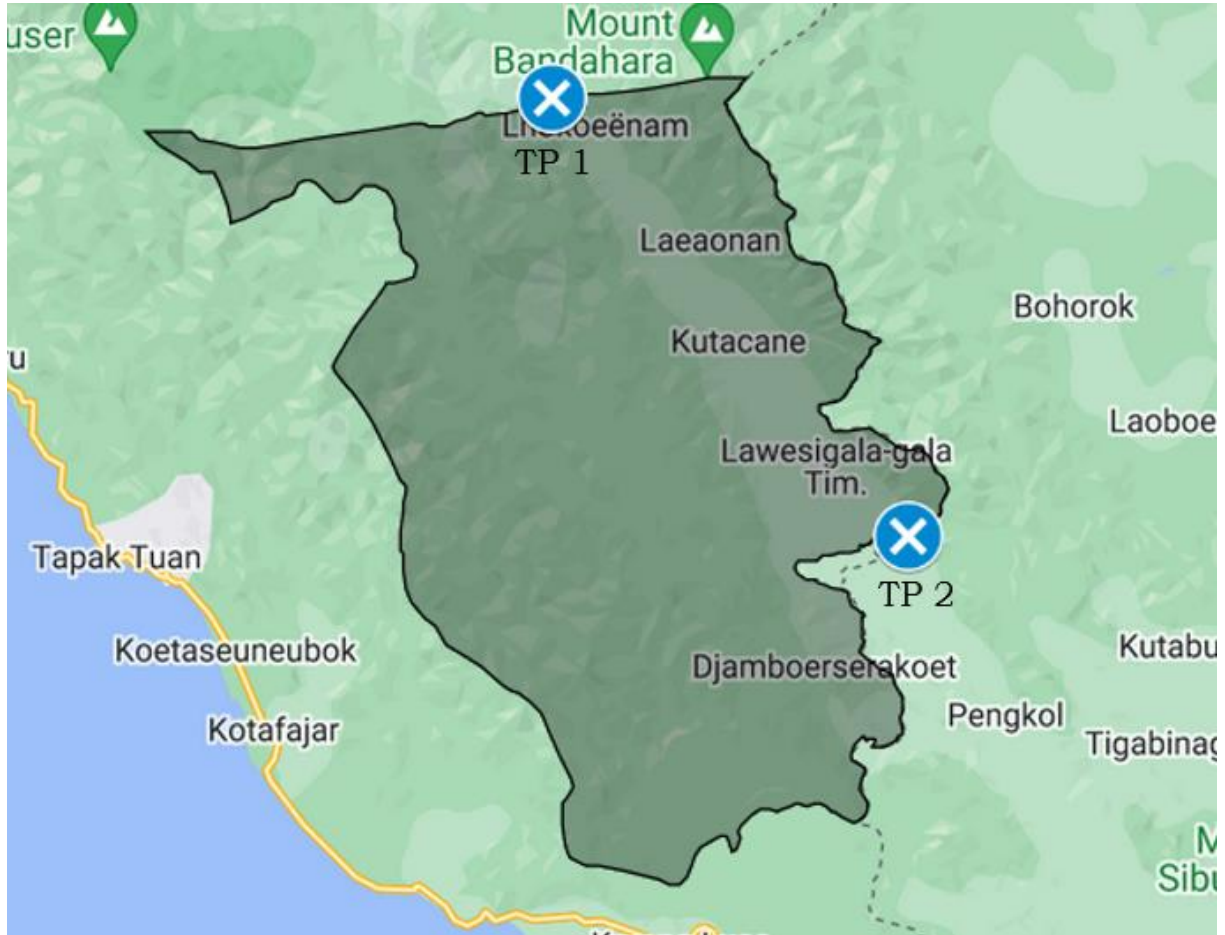 user
Mount
Bandahara
TP 1
Laeaonan
Bohorok
Kutacane
Laoboe
Lawesigala-gala
Tim.
Tapak Tuan
TP 2
Koetaseuneubok
Kutabu
Djamboerserakoet
Pengkol
Kotafajar
Tigabinag
Sibu